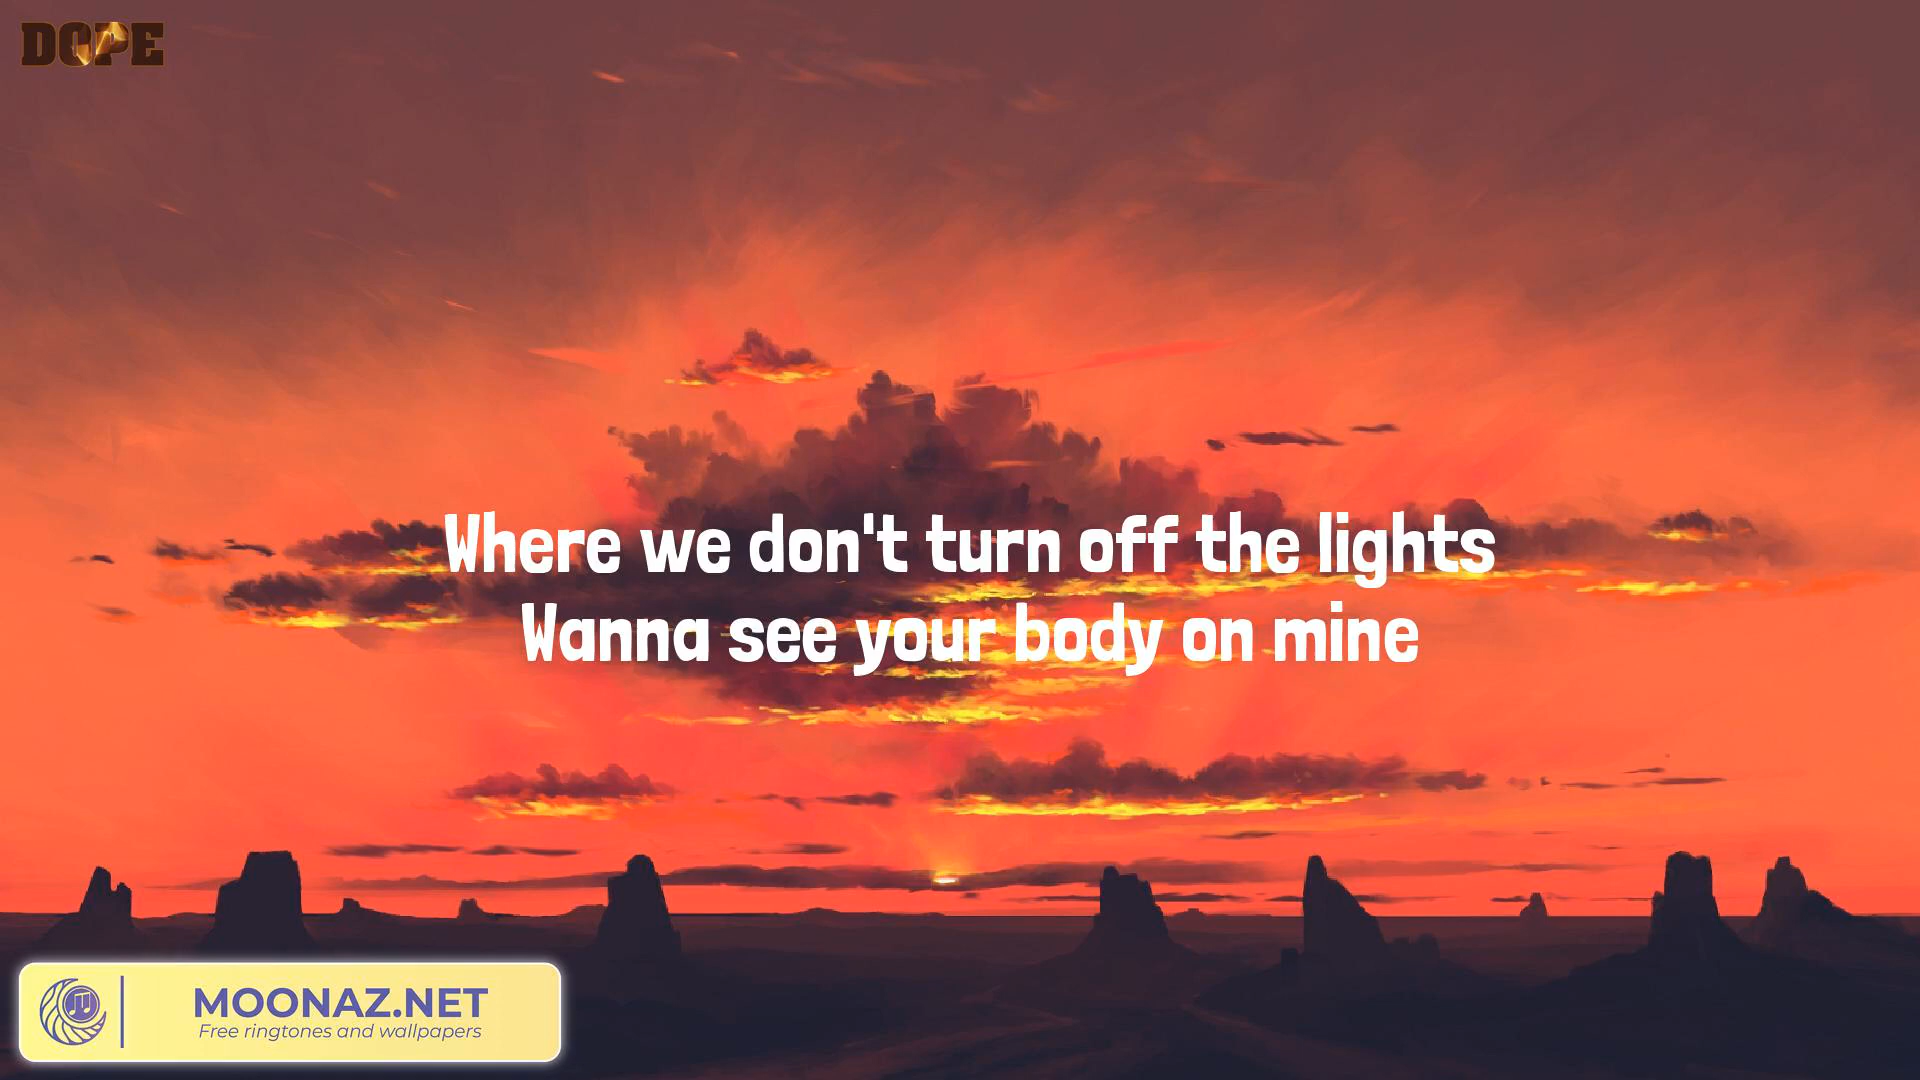 DOPE
Where we don't turn off the lights
Wanna see your body on mine
MOONAZ.NET
Free ringtones and wallpapers